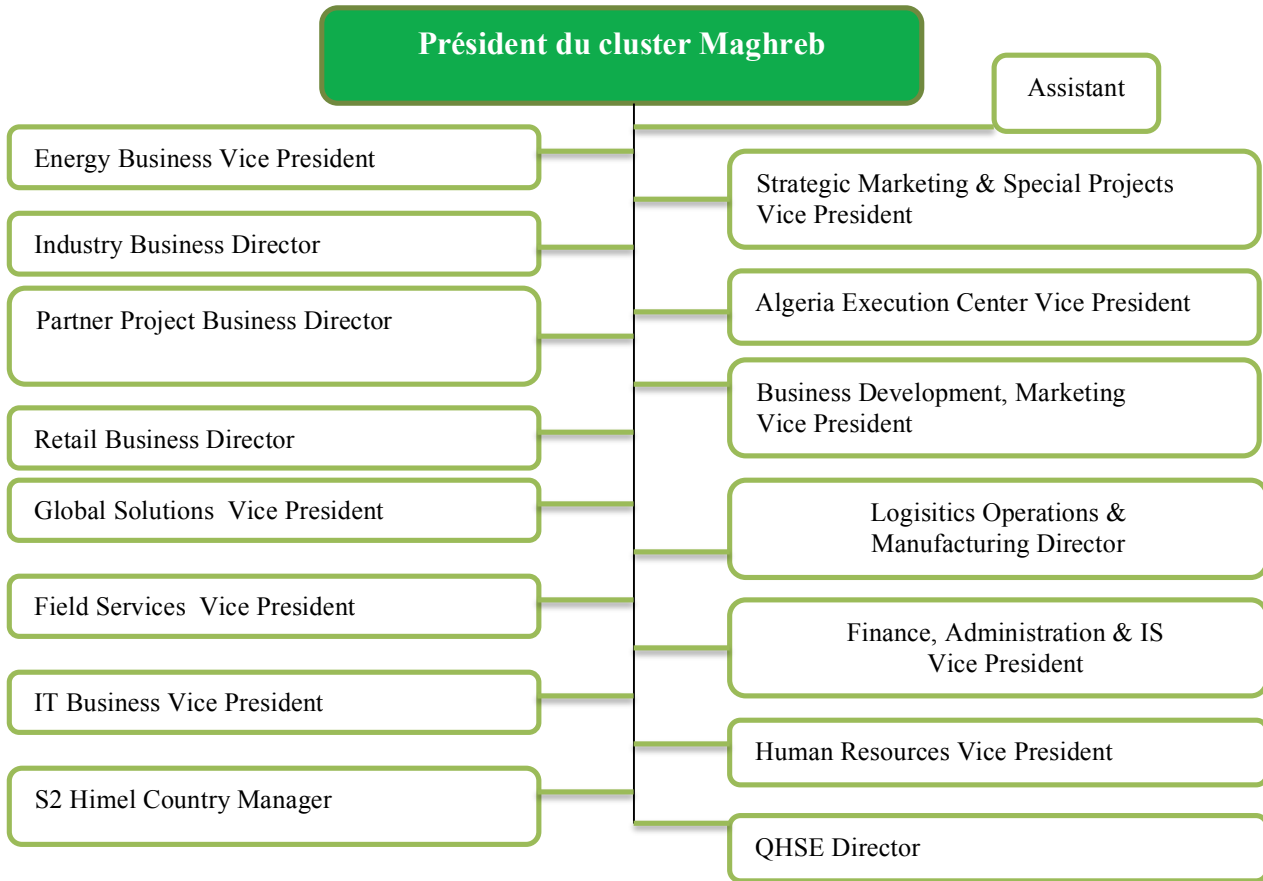 Président du cluster Maghreb
Assistant
Energy Business Vice President
Industry Business Director
Partner Project Business Director
Retail Business Director
Global Solutions Vice President
Field Services Vice President
IT Business Vice President
S2 Himel Country Manager
Strategic Marketing & Special Projects
Vice President
Algeria Execution Center Vice President
Business Development, Marketing
Vice President
Logisitics Operations &
Manufacturing Director
Finance, Administration & IS
Vice President
Human Resources Vice President
QHSE Director